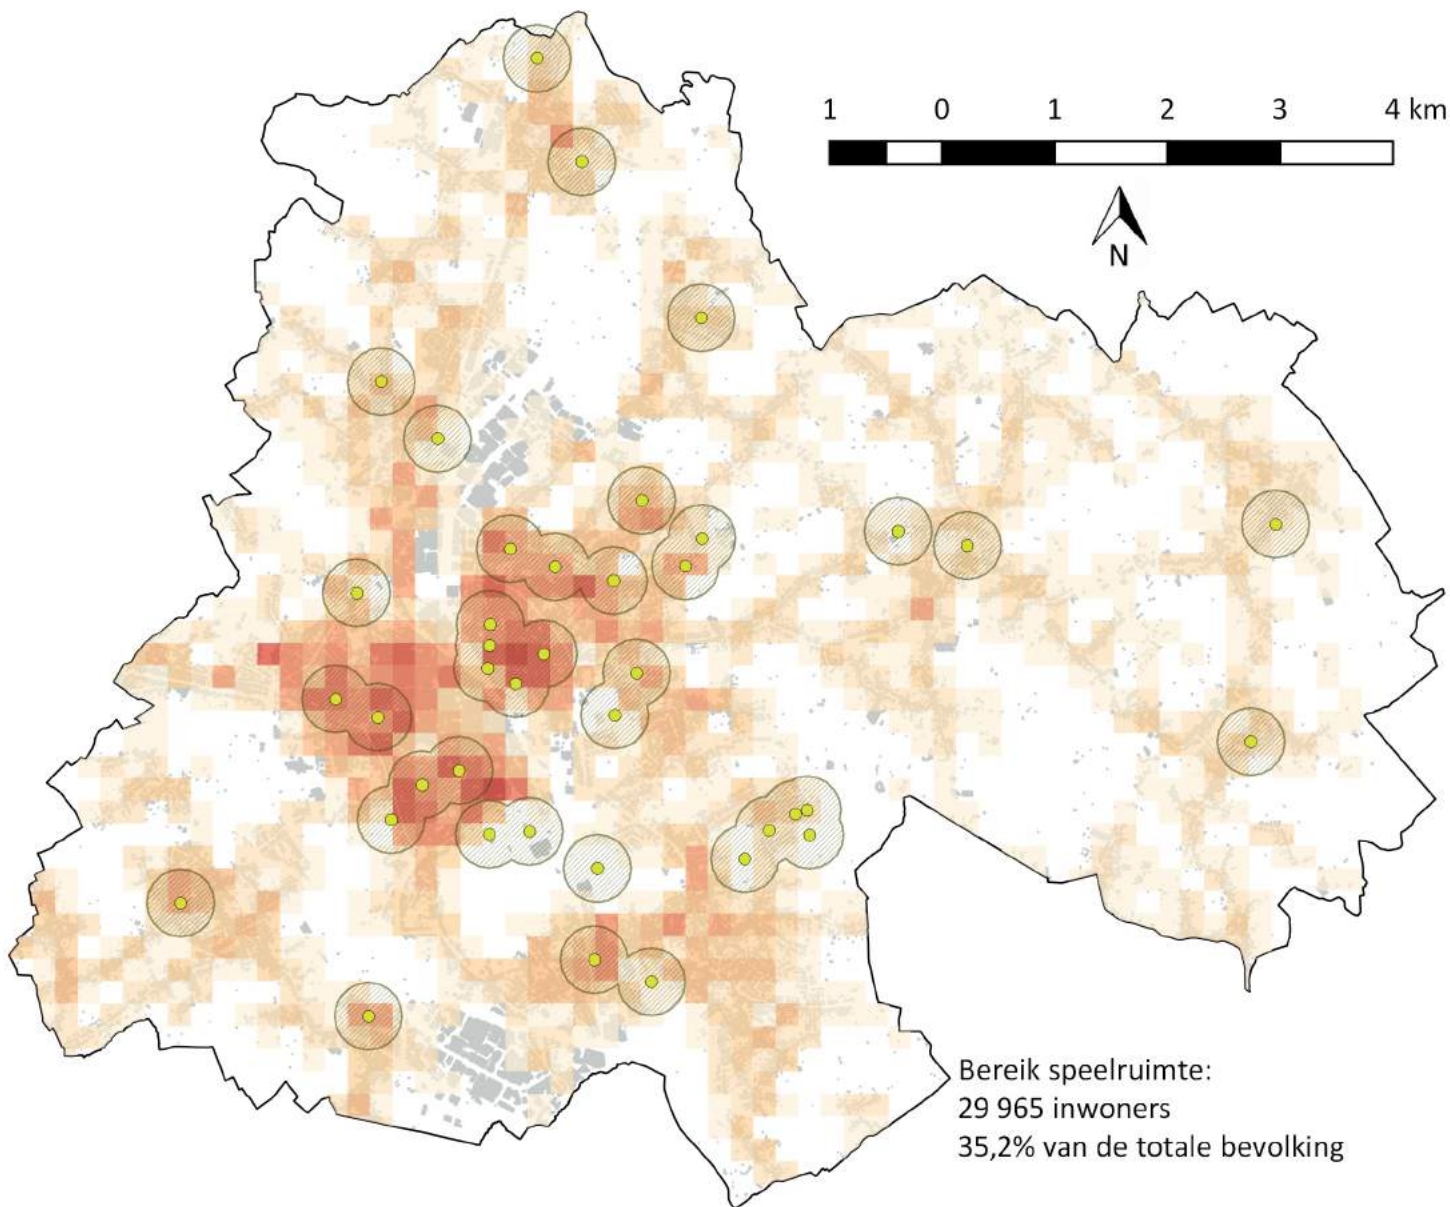 1 0 1 2 3 4 km
N
Bereik speelruimte:
29 965 inwoners
35,2% van de totale bevolking